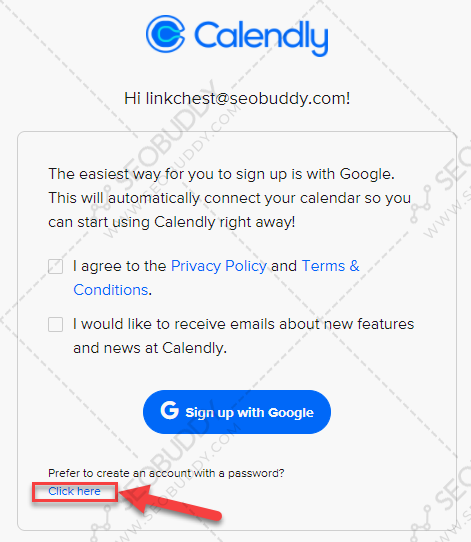 Calendly
Hi linkchest@seobuddy.com!
The easiest way for you to sign up is with Google.
This will automatically connect your calendar so you
can start using Calendly right away!
I agree to the Privacy Policy and Terms &
Conditions.
I would like to receive emails about new features
and news at Calendly.
G Sign up with Google
Prefer to create an account with a password?
Click here
SEOBUDDY
WWW.SEOBUDDY.COM